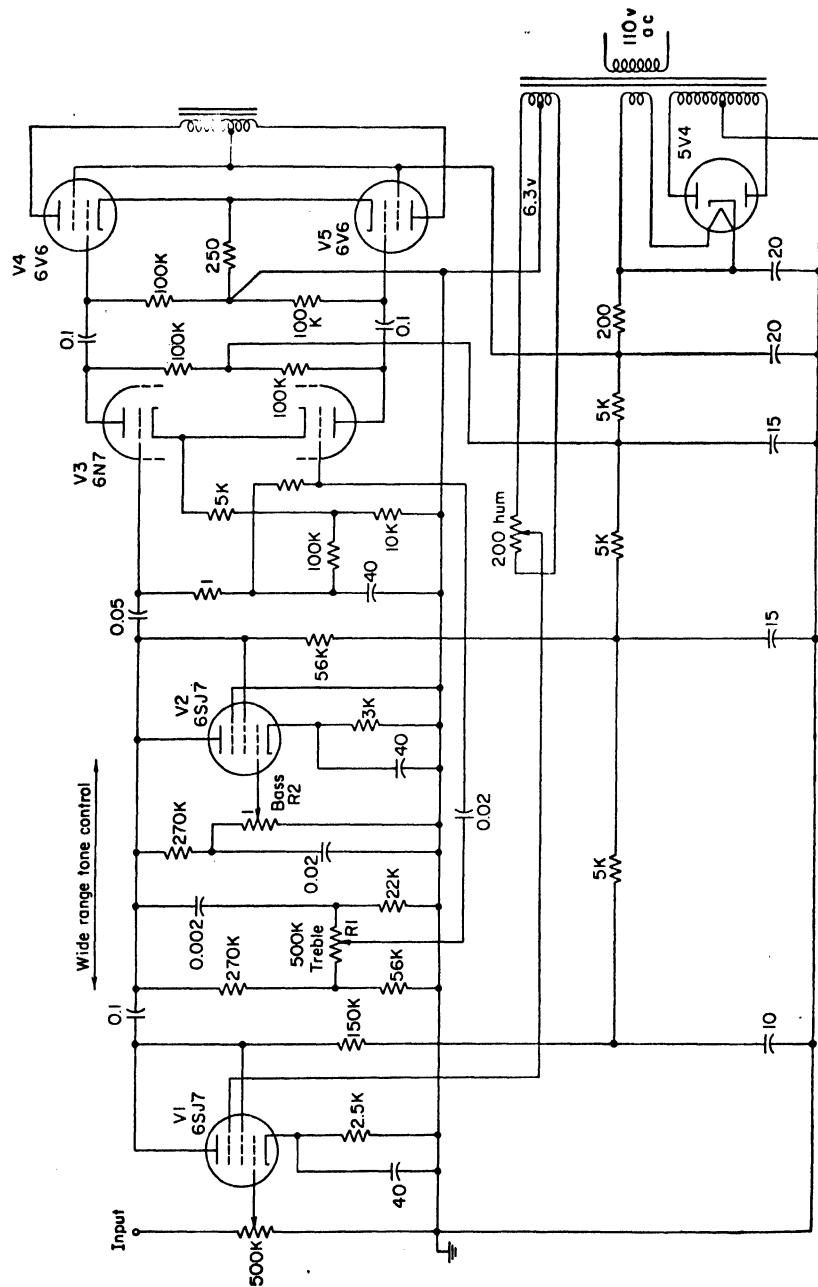 Input
500K
V1
6SJ7
40
2.5K
150K
10
0.1
Wide range tone control
270K
56K
500K
Treble
R1
0.002
22K
0.02
270K
1
Bass
R2
V2
6SJ7
40
3K
56K
5K
15
0.02
0.05
1
100K
40
5K
10K
V3
6N7
100K
100K
0.1
0.1
100K
100
K
250
V4
6V6
V5
6V6
200 hum
6.3 v
5K
15
5K
20
200
20
5V4
110 v
ac